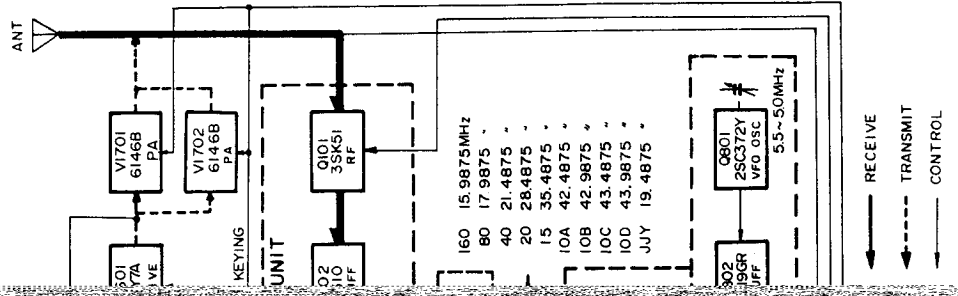 ANT
V1701
6146B
PA
V1702
6146B
PA
KEYING
UNIT
Q101
3SK51
RF
160 15.9875MHz
80 17.9875 "
40 21.4875 "
20 28.4875 "
15 35.4875 "
10A 42.4875 "
10B 42.9875 "
10C 43.4875 "
10D 43.9875 "
JJY 19.4875 "
Q801
2SC372Y
VFO OSC
5.5~5.0MHz
RECEIVE
TRANSMIT
CONTROL